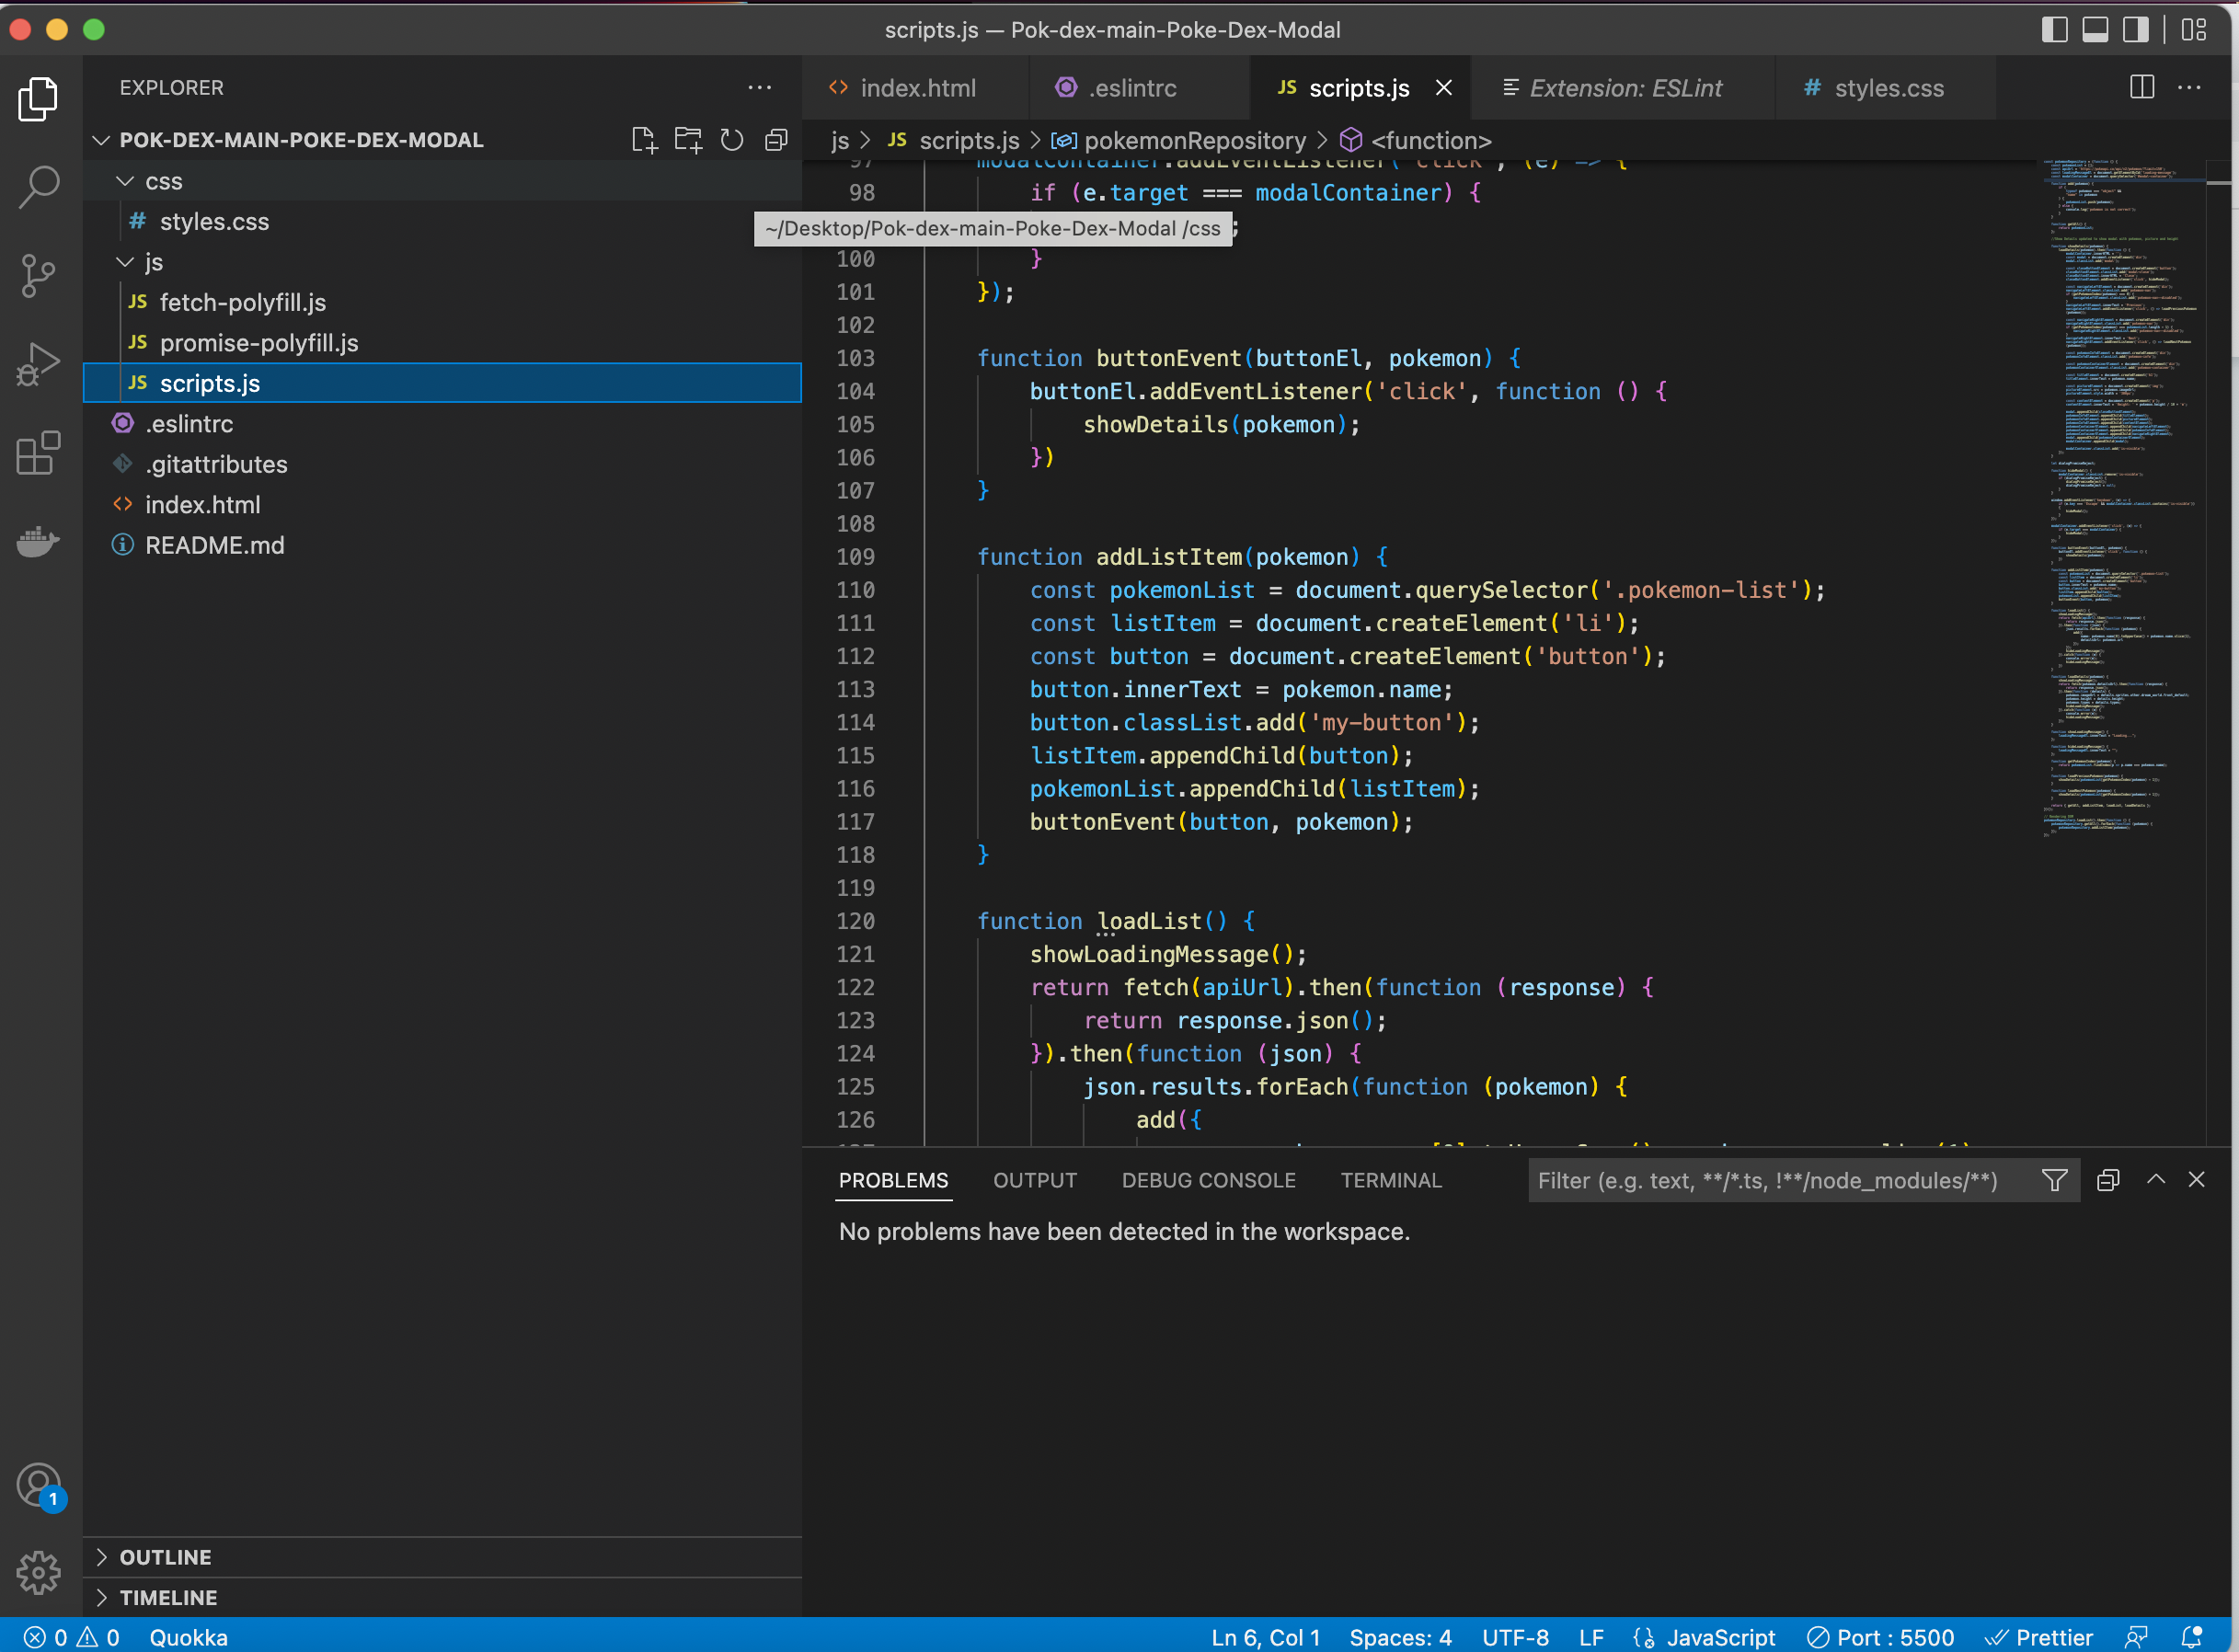 scripts.js — Pok-dex-main-Poke-Dex-Modal
EXPLORER
POK-DEX-MAIN-POKE-DEX-MODAL
css
# styles.css
js
JS fetch-polyfill.js
JS promise-polyfill.js
JS scripts.js
.eslintrc
.gitattributes
<> index.html
README.md
1
OUTLINE
TIMELINE
<> index.html
.eslintrc
JS scripts.js
Extension: ESLint
# styles.css
js > JS scripts.js > pokemonRepository > <function>
97 modalContainer.addEventListener('click', (e) => {
98 if (e.target === modalContainer) {
~/Desktop/Pok-dex-main-Poke-Dex-Modal /css ;
100 }
101 });
102
103 function buttonEvent(buttonEl, pokemon) {
104 buttonEl.addEventListener('click', function () {
105 showDetails(pokemon);
106 })
107 }
108
109 function addListItem(pokemon) {
110 const pokemonList = document.querySelector('.pokemon-list');
111 const listItem = document.createElement('li');
112 const button = document.createElement('button');
113 button.innerText = pokemon.name;
114 button.classList.add('my-button');
115 listItem.appendChild(button);
116 pokemonList.appendChild(listItem);
117 buttonEvent(button, pokemon);
118 }
119
120 function loadList() {
121 showLoadingMessage();
122 return fetch(apiUrl).then(function (response) {
123 return response.json();
124 }).then(function (json) {
125 json.results.forEach(function (pokemon) {
126 add({
PROBLEMS
OUTPUT
DEBUG CONSOLE
TERMINAL
Filter (e.g. text, **/*.ts, !**/node_modules/**)
No problems have been detected in the workspace.
0 0 Quokka
Ln 6, Col 1
Spaces: 4
UTF-8
LF
JavaScript
Port : 5500
Prettier